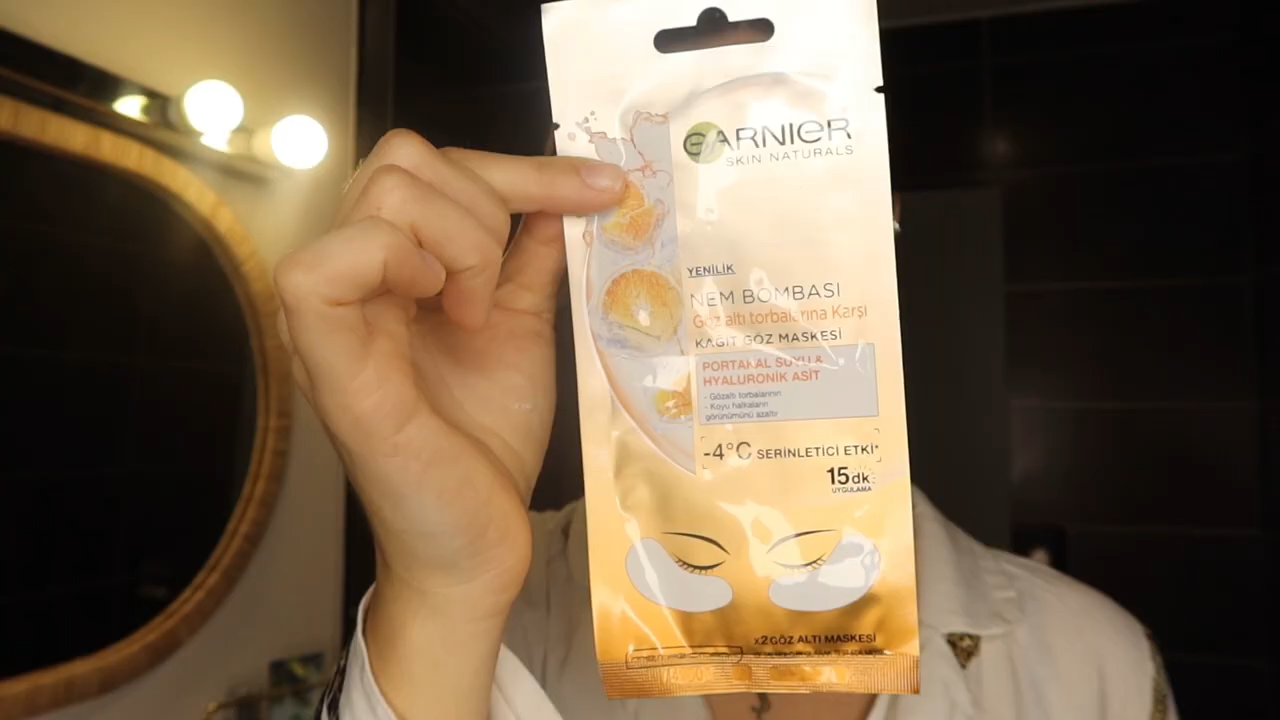 GARNIER
SKIN NATURALS
YENİLİK
NEM BOMBASI
Göz altı torbalarına Karşı
KAĞIT GÖZ MASKESİ
PORTAKAL SUYU &
HYALURONİK ASİT
- Gözaltı torbalarının
- Koyu halkaların
görünümünü azaltır
-4°C SERİNLETİCİ ETKİ*
15dk
UYGULAMA
x2 GÖZ ALTI MASKESİ